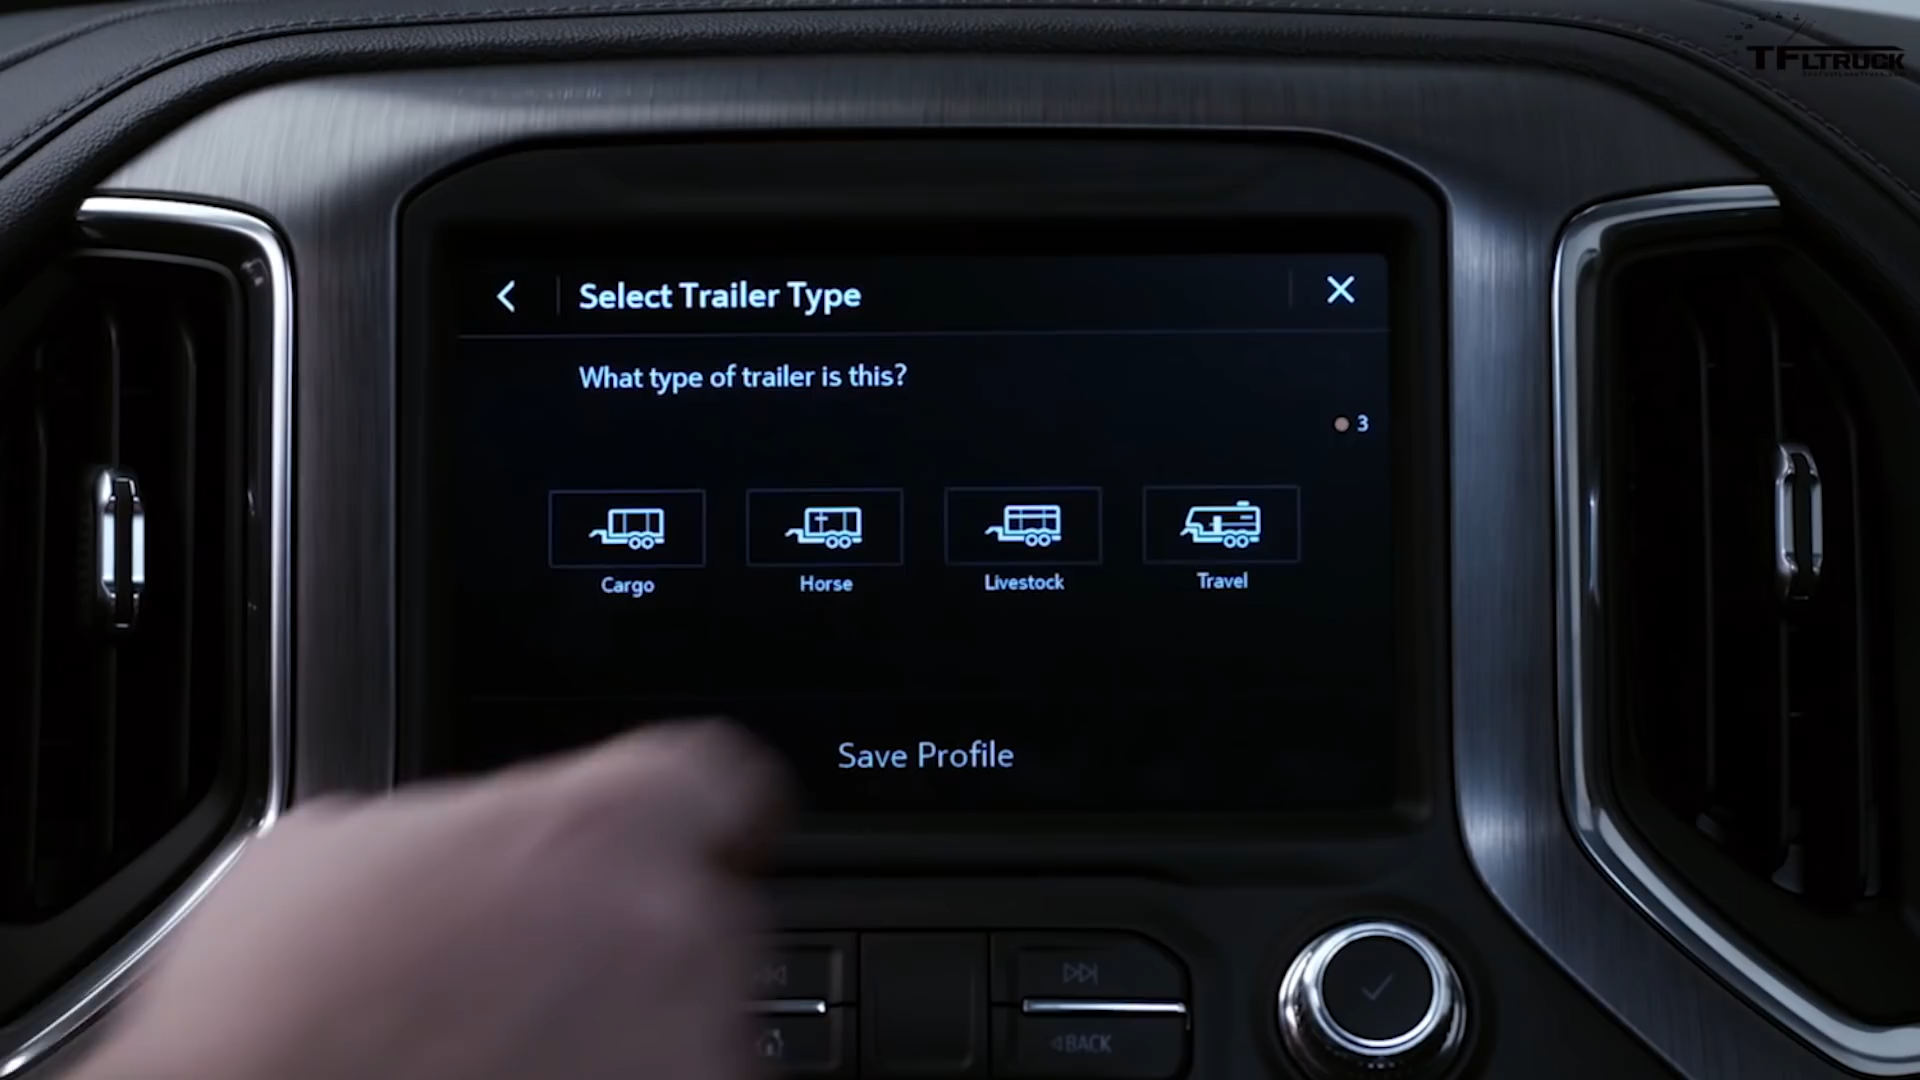 TFLTRUCK
Select Trailer Type
What type of trailer is this?
3
Cargo
Horse
Livestock
Travel
Save Profile
BACK